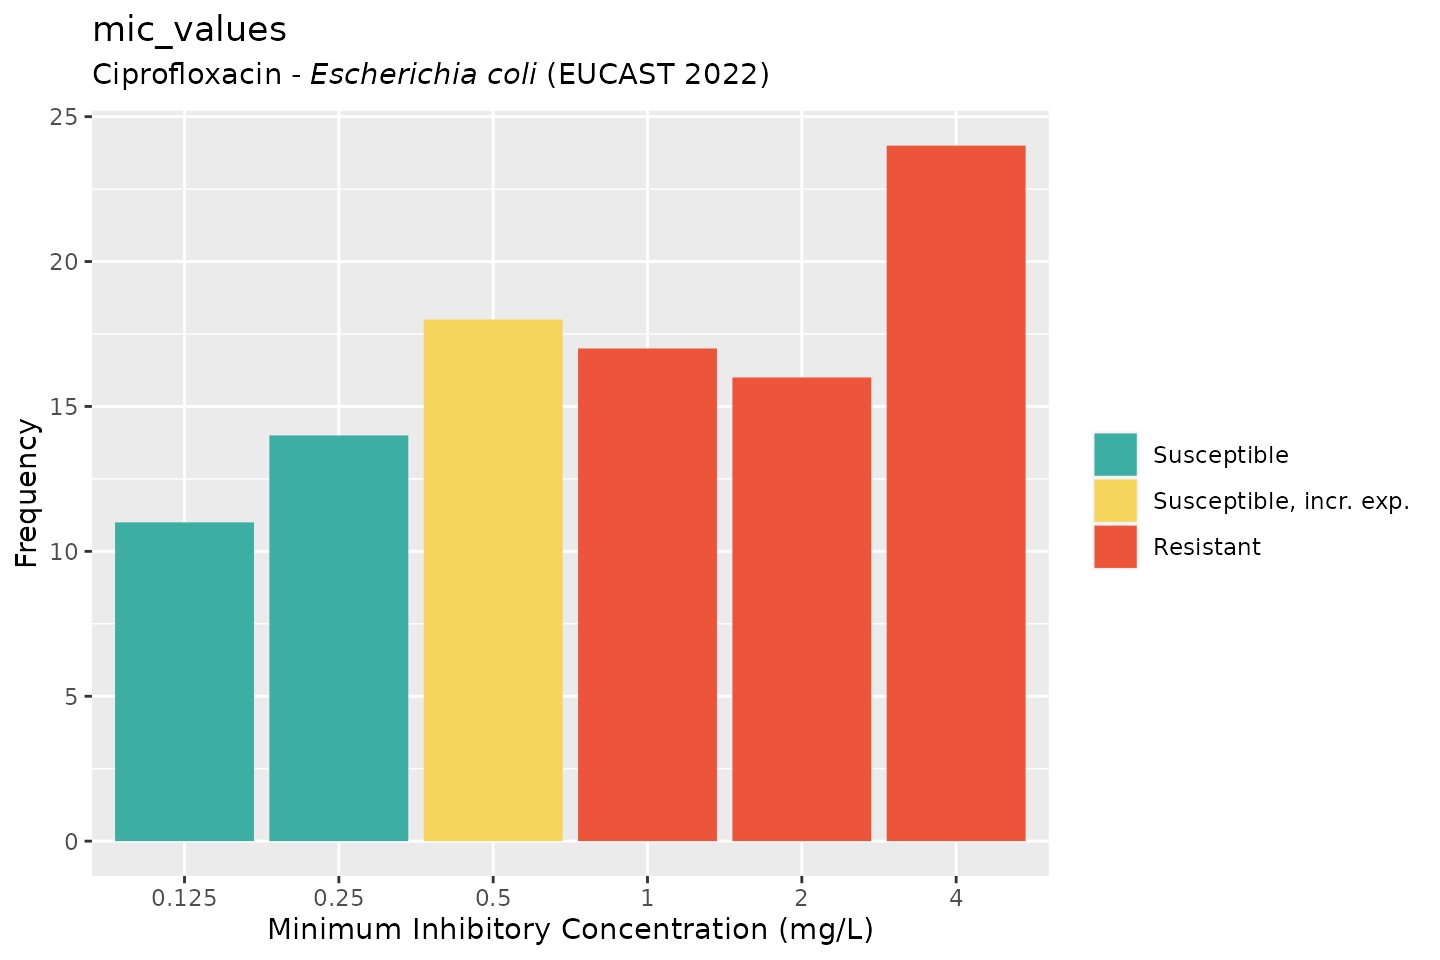 mic_values
Ciprofloxacin - Escherichia coli (EUCAST 2022)
Frequency
25
20
15
10
5
0
0.125 0.25 0.5 1 2 4
Minimum Inhibitory Concentration (mg/L)
Susceptible
Susceptible, incr. exp.
Resistant